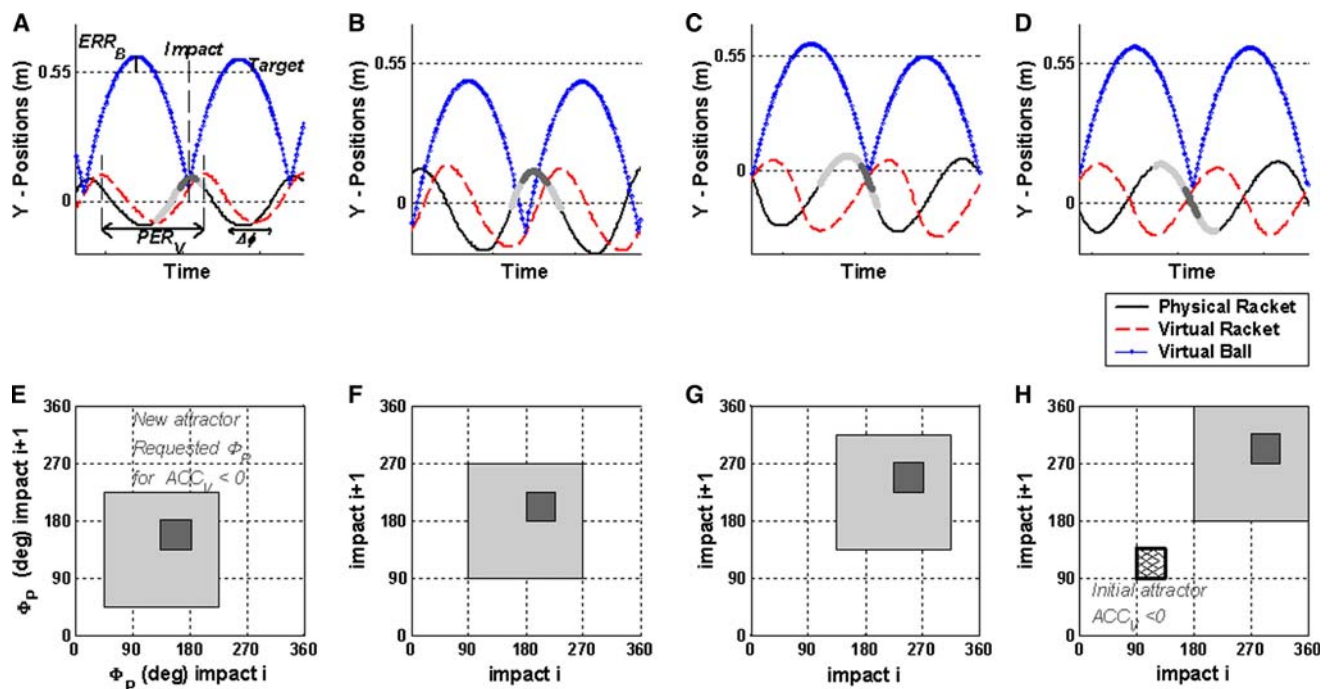 A
B
C
D
Y - Positions (m)
ERR_B
Impact
Target
0.55
0
PER_V
Δϕ
Time
Y - Positions (m)
0.55
0
Time
Y - Positions (m)
0.55
0
Time
Y - Positions (m)
0.55
0
Time
Physical Racket
Virtual Racket
Virtual Ball
E
F
G
H
Φ_P (deg) impact i+1
360
270
180
90
0
New attractor
Requested Φ_P
for ACC_V < 0
0 90 180 270 360
Φ_P (deg) impact i
impact i+1
360
270
180
90
0
0 90 180 270 360
impact i
impact i+1
360
270
180
90
0
0 90 180 270 360
impact i
impact i+1
360
270
180
90
0
Initial attractor
ACC_V <0
0 90 180 270 360
impact i